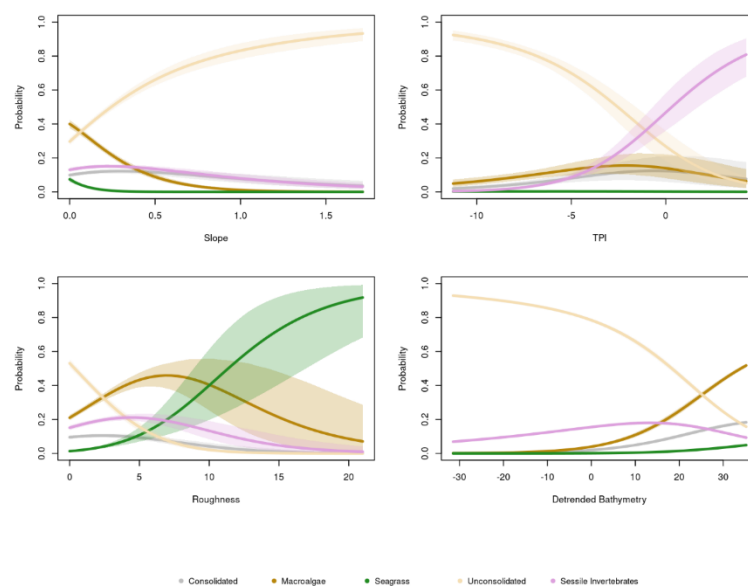 Probability
0.0 0.2 0.4 0.6 0.8 1.0
0.0 0.5 1.0 1.5
Slope
Probability
0.0 0.2 0.4 0.6 0.8 1.0
-10 -5 0
TPI
Probability
0.0 0.2 0.4 0.6 0.8 1.0
0 5 10 15 20
Roughness
Probability
0.0 0.2 0.4 0.6 0.8 1.0
-30 -20 -10 0 10 20 30
Detrended Bathymetry
Consolidated Macroalgae Seagrass Unconsolidated Sessile Invertebrates